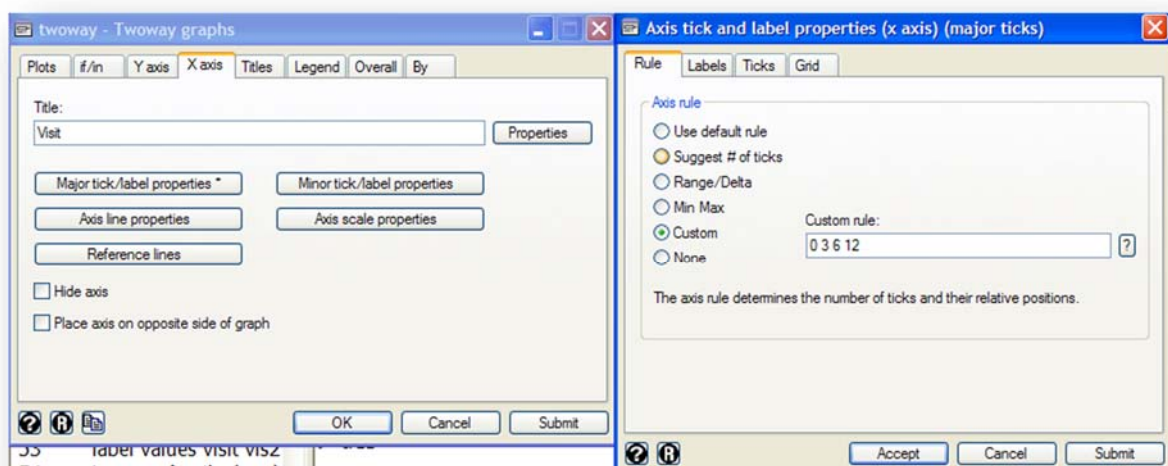 twoway - Twoway graphs
Plots if/in Y axis X axis Titles Legend Overall By
Title:
Visit
Properties
Major tick/label properties * Minor tick/label properties
Axis line properties Axis scale properties
Reference lines
Hide axis
Place axis on opposite side of graph
? R OK Cancel Submit
53 label values visit vis2
Axis tick and label properties (x axis) (major ticks)
Rule Labels Ticks Grid
Axis rule
Use default rule
Suggest # of ticks
Range/Delta
Min Max
Custom
None
Custom rule:
0 3 6 12 ?
The axis rule determines the number of ticks and their relative positions.
? R Accept Cancel Submit